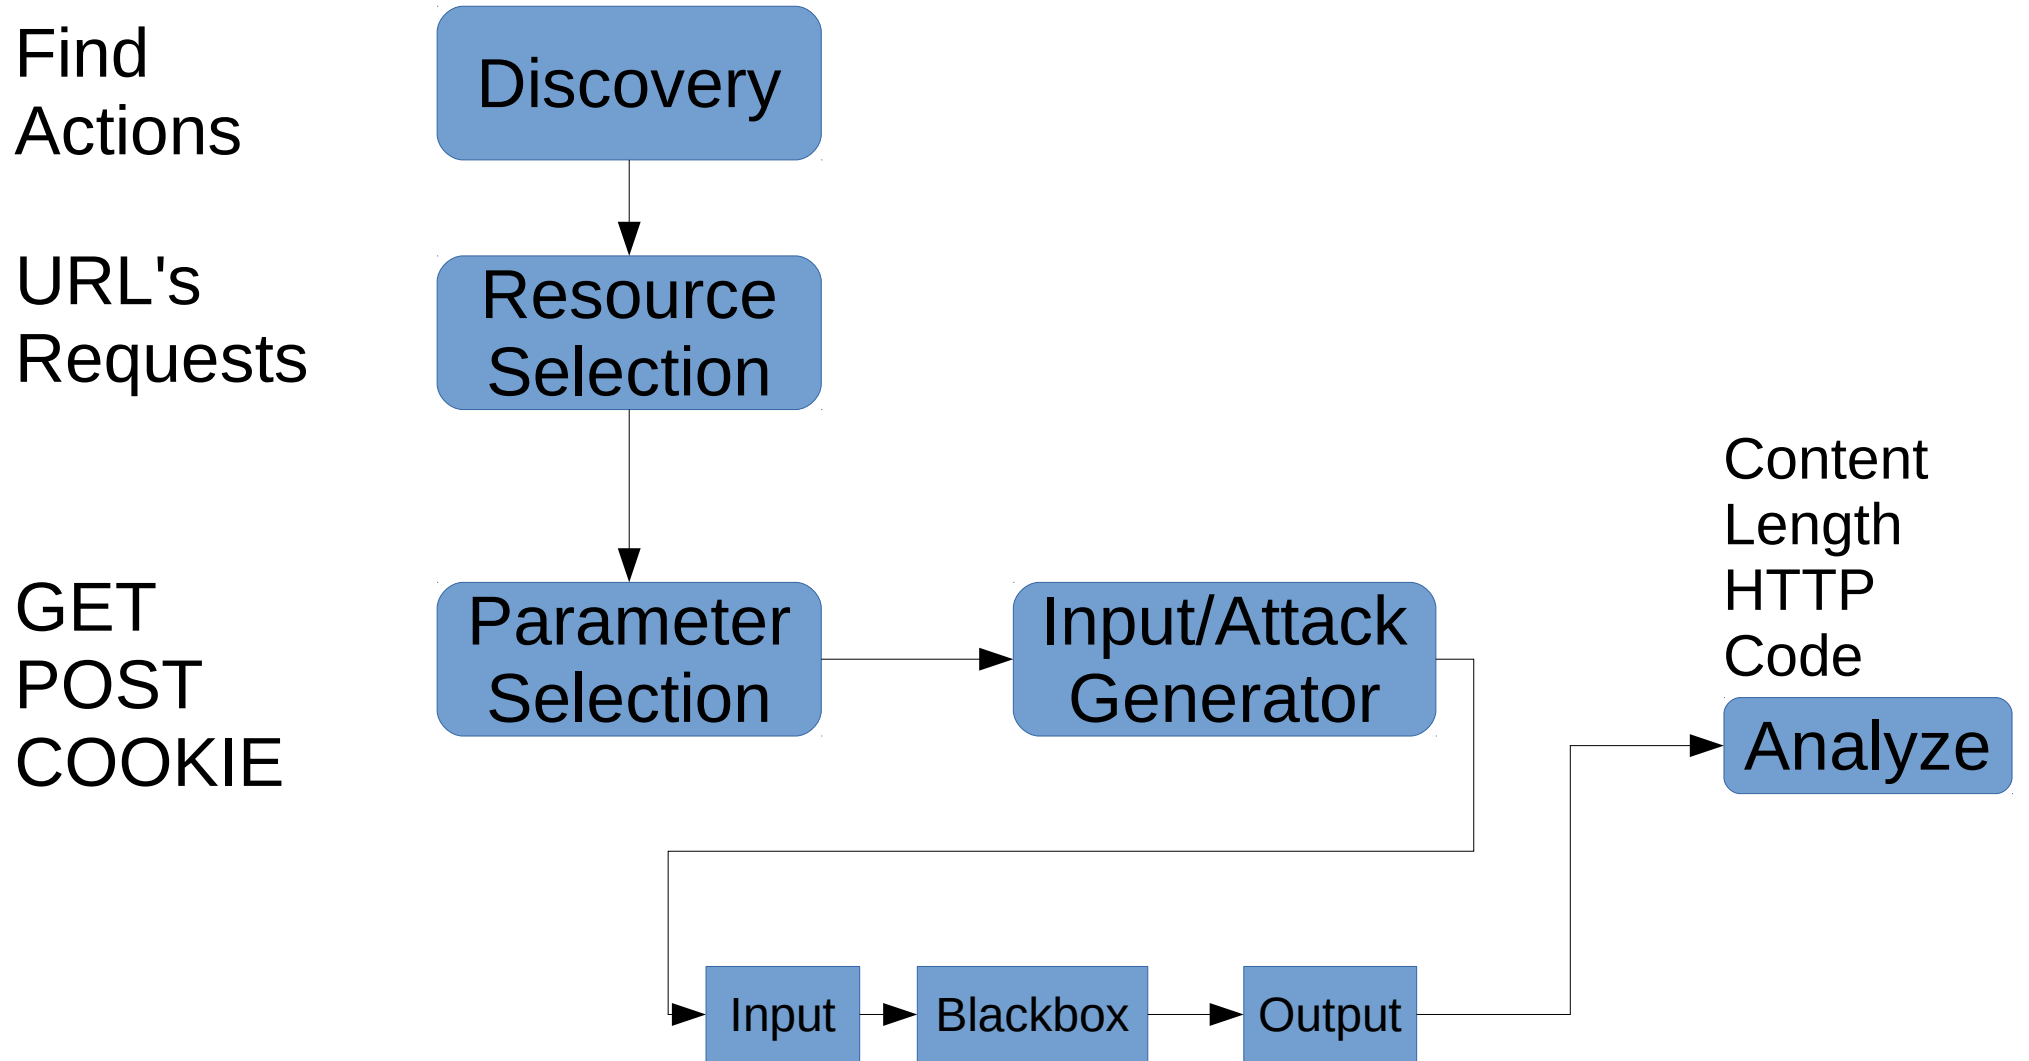 Find
Actions
Discovery
URL's
Requests
Resource
Selection
GET
POST
COOKIE
Parameter
Selection
Input/Attack
Generator
Content
Length
HTTP
Code
Analyze
Input
Blackbox
Output